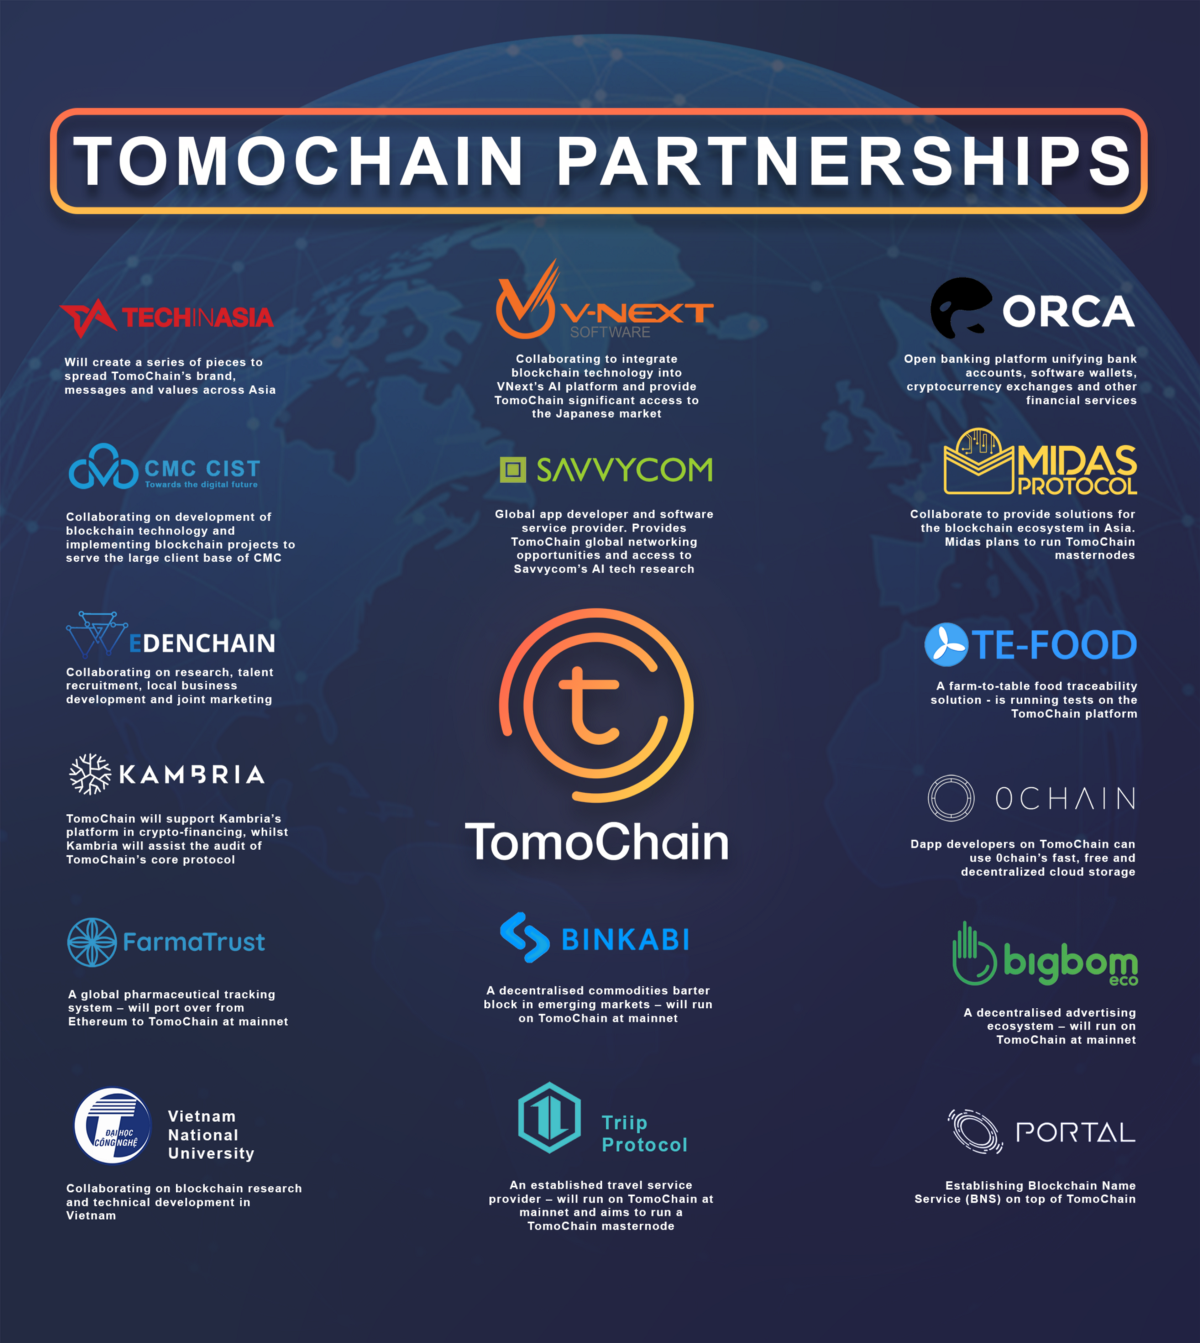 TOMOCHAIN PARTNERSHIPS
TECHINASIA
Will create a series of pieces to
spread TomoChain's brand,
messages and values across Asia
V-NEXT
SOFTWARE
Collaborating to integrate
blockchain technology into
VNext's AI platform and provide
TomoChain significant access to
the Japanese market
ORCA
Open banking platform unifying bank
accounts, software wallets,
cryptocurrency exchanges and other
financial services
CMC CIST
Towards the digital future
Collaborating on development of
blockchain technology and
implementing blockchain projects to
serve the large client base of CMC
SAVVYCOM
Global app developer and software
service provider. Provides
TomoChain global networking
opportunities and access to
Savvycom's AI tech research
MIDAS
PROTOCOL
Collaborate to provide solutions for
the blockchain ecosystem in Asia.
Midas plans to run TomoChain
masternodes
EDENCHAIN
Collaborating on research, talent
recruitment, local business
development and joint marketing
t
TomoChain
TE-FOOD
A farm-to-table food traceability
solution - is running tests on the
TomoChain platform
KAMBRIA
TomoChain will support Kambria's
platform in crypto-financing, whilst
Kambria will assist the audit of
TomoChain's core protocol
0CHAIN
Dapp developers on TomoChain can
use 0chain's fast, free and
decentralized cloud storage
FarmaTrust
A global pharmaceutical tracking
system – will port over from
Ethereum to TomoChain at mainnet
BINKABI
A decentralised commodities barter
block in emerging markets – will run
on TomoChain at mainnet
bigbom
eco
A decentralised advertising
ecosystem – will run on
TomoChain at mainnet
ĐẠI HỌC
CÔNG NGHỆ
Vietnam
National
University
Collaborating on blockchain research
and technical development in
Vietnam
Triip
Protocol
An established travel service
provider – will run on TomoChain at
mainnet and aims to run a
TomoChain masternode
PORTAL
Establishing Blockchain Name
Service (BNS) on top of TomoChain